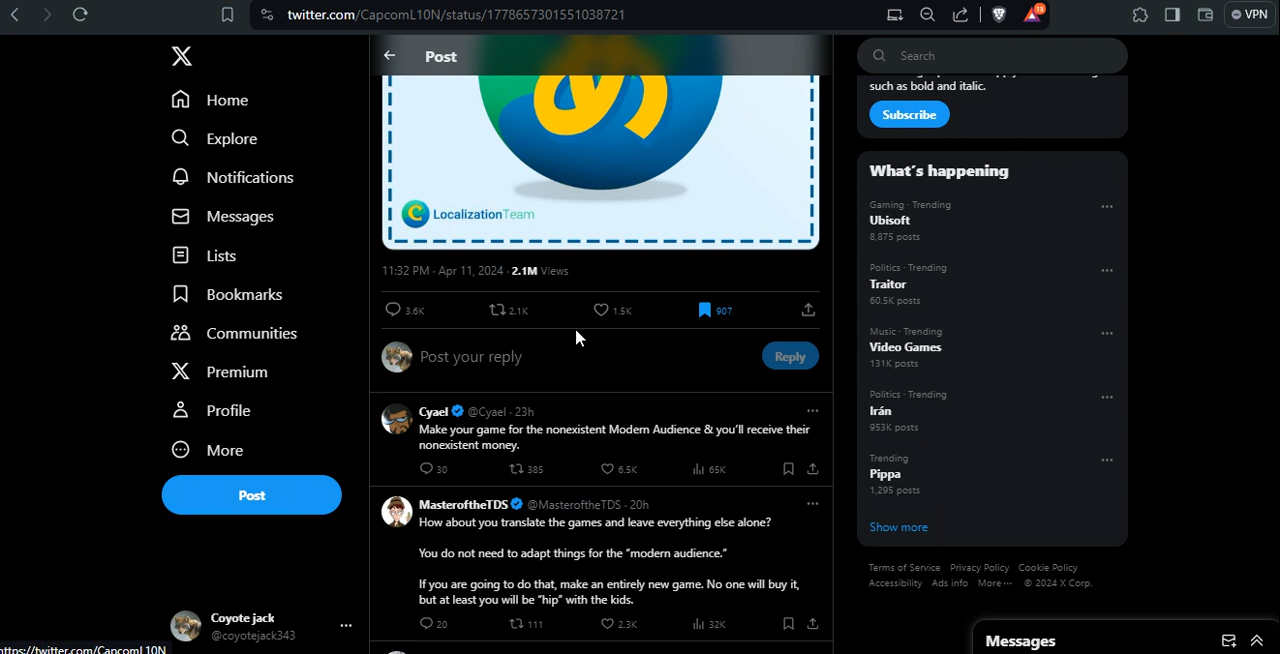 twitter.com/CapcomL10N/status/1778657301551038721
13
VPN
Home
Explore
Notifications
Messages
Lists
Bookmarks
Communities
Premium
Profile
More
Post
Coyote jack
@coyotejack343
https://twitter.com/CapcomL10N
Post
あ
C LocalizationTeam
11:32 PM · Apr 11, 2024 · 2.1M Views
3.6K 2.1K 1.5K 907
Post your reply
Reply
Cyael @Cyael · 23h
Make your game for the nonexistent Modern Audience & you'll receive their
nonexistent money.
30 385 6.5K 65K
MasteroftheTDS @MasteroftheTDS · 20h
How about you translate the games and leave everything else alone?
You do not need to adapt things for the "modern audience."
If you are going to do that, make an entirely new game. No one will buy it,
but at least you will be "hip" with the kids.
20 111 2.3K 32K
Search
such as bold and italic.
Subscribe
What's happening
Gaming · Trending
Ubisoft
8,875 posts
Politics · Trending
Traitor
60.5K posts
Music · Trending
Video Games
131K posts
Politics · Trending
Irán
953K posts
Trending
Pippa
1,295 posts
Show more
Terms of Service Privacy Policy Cookie Policy
Accessibility Ads info More ··· © 2024 X Corp.
Messages